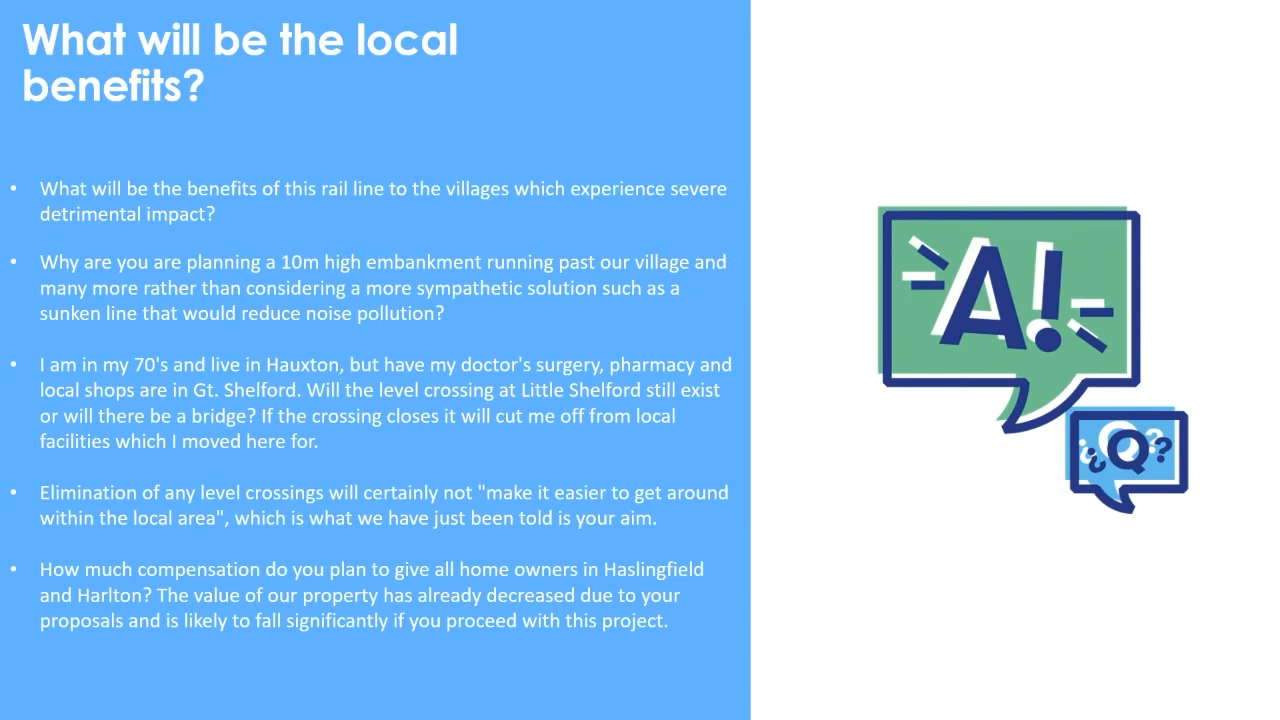 What will be the local
benefits?
• What will be the benefits of this rail line to the villages which experience severe
detrimental impact?
• Why are you are planning a 10m high embankment running past our village and
many more rather than considering a more sympathetic solution such as a
sunken line that would reduce noise pollution?
• I am in my 70's and live in Hauxton, but have my doctor's surgery, pharmacy and
local shops are in Gt. Shelford. Will the level crossing at Little Shelford still exist
or will there be a bridge? If the crossing closes it will cut me off from local
facilities which I moved here for.
• Elimination of any level crossings will certainly not "make it easier to get around
within the local area", which is what we have just been told is your aim.
• How much compensation do you plan to give all home owners in Haslingfield
and Harlton? The value of our property has already decreased due to your
proposals and is likely to fall significantly if you proceed with this project.
A!
¿Q?